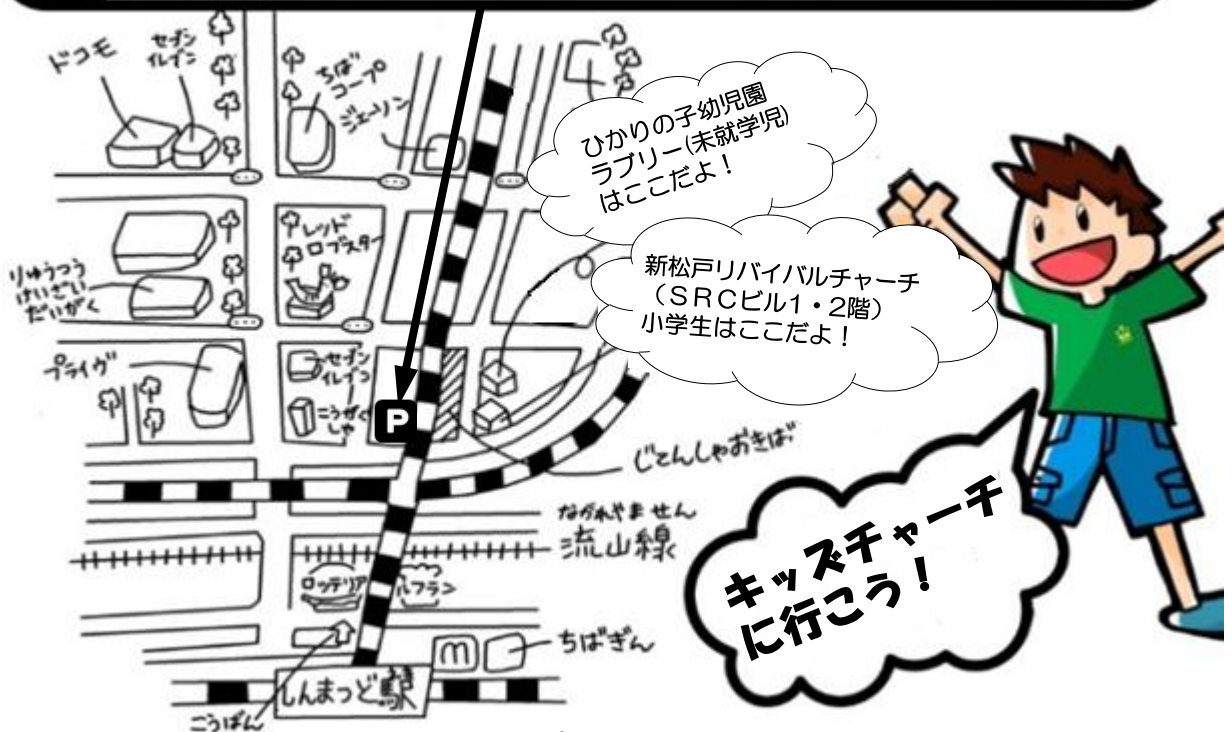 ドコモ
セブン
イレブン
ちば
コープ
ジェーソン
ひかりの子幼児園
ラブリー(未就学児)
はここだよ！
レッド
ロブスター
りゅうつう
けいざい
だいがく
新松戸リバイバルチャーチ
（ＳＲＣビル1・2階）
小学生はここだよ！
プライヴ
セブン
イレブン
こうがく
しゃ
P
じてんしゃおきば
ながれやません
流山線
キッズチャーチ
に行こう！
ロッテリア
ルフラン
m
ちばぎん
しんまつど駅
えき
こうばん